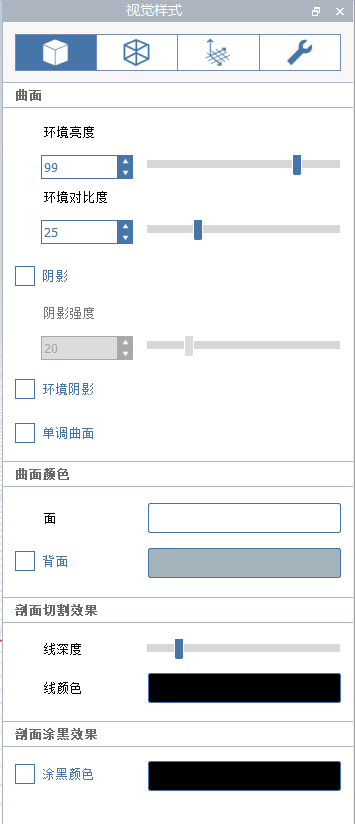 视觉样式
曲面
环境亮度
99
环境对比度
25
阴影
阴影强度
20
环境阴影
单调曲面
曲面颜色
面
背面
剖面切割效果
线深度
线颜色
剖面涂黑效果
涂黑颜色